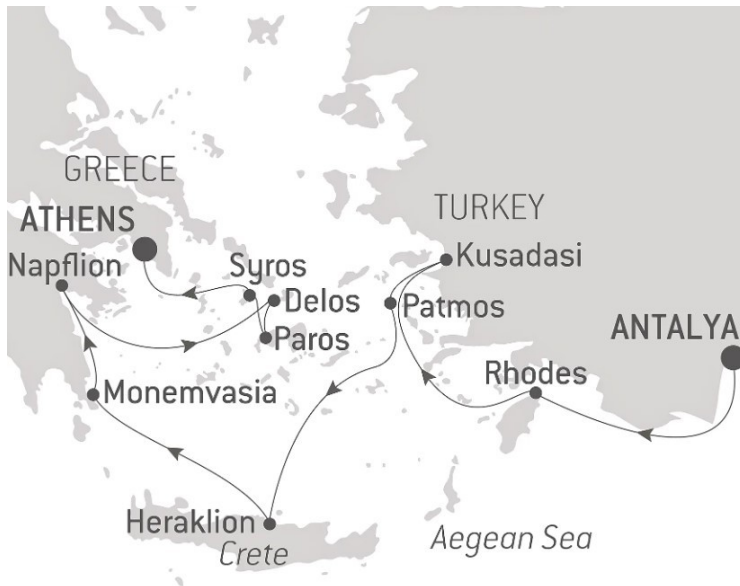 GREECE
ATHENS
Napflion
Syros
Delos
Paros
TURKEY
Kusadasi
Patmos
ANTALYA
Rhodes
Monemvasia
Heraklion
Crete
Aegean Sea